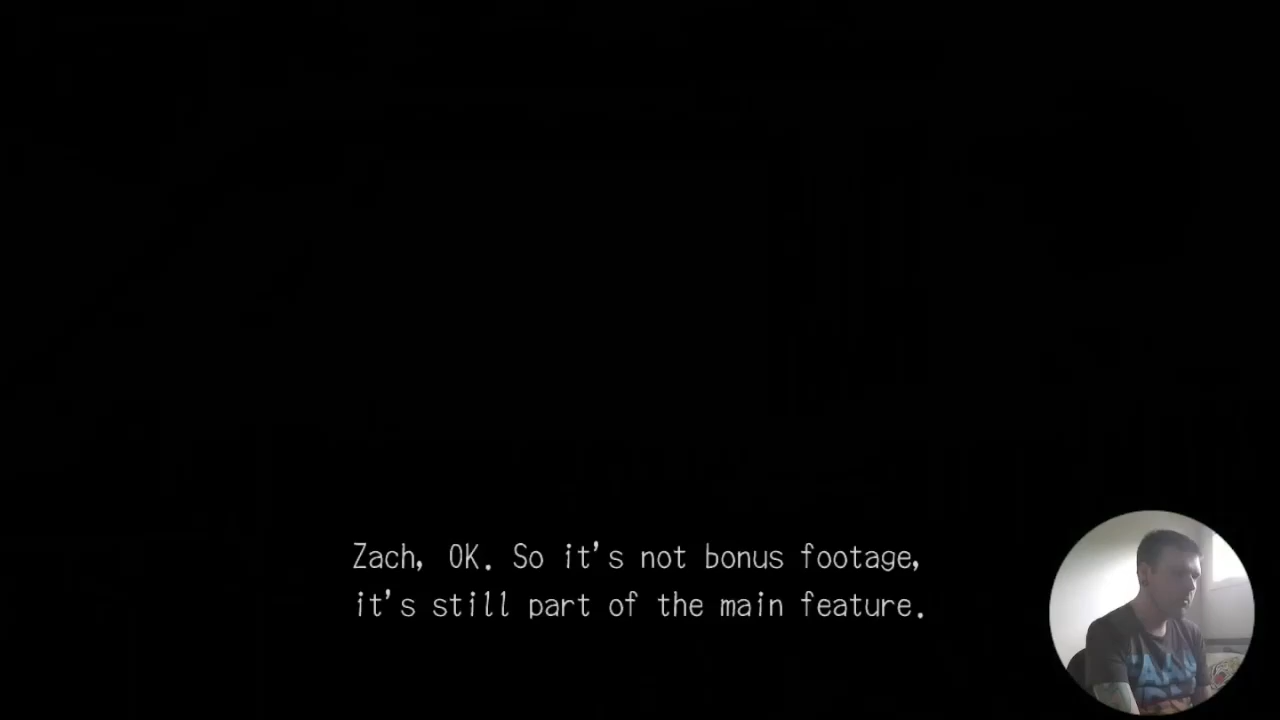 Zach, OK. So it's not bonus footage,
it's still part of the main feature.